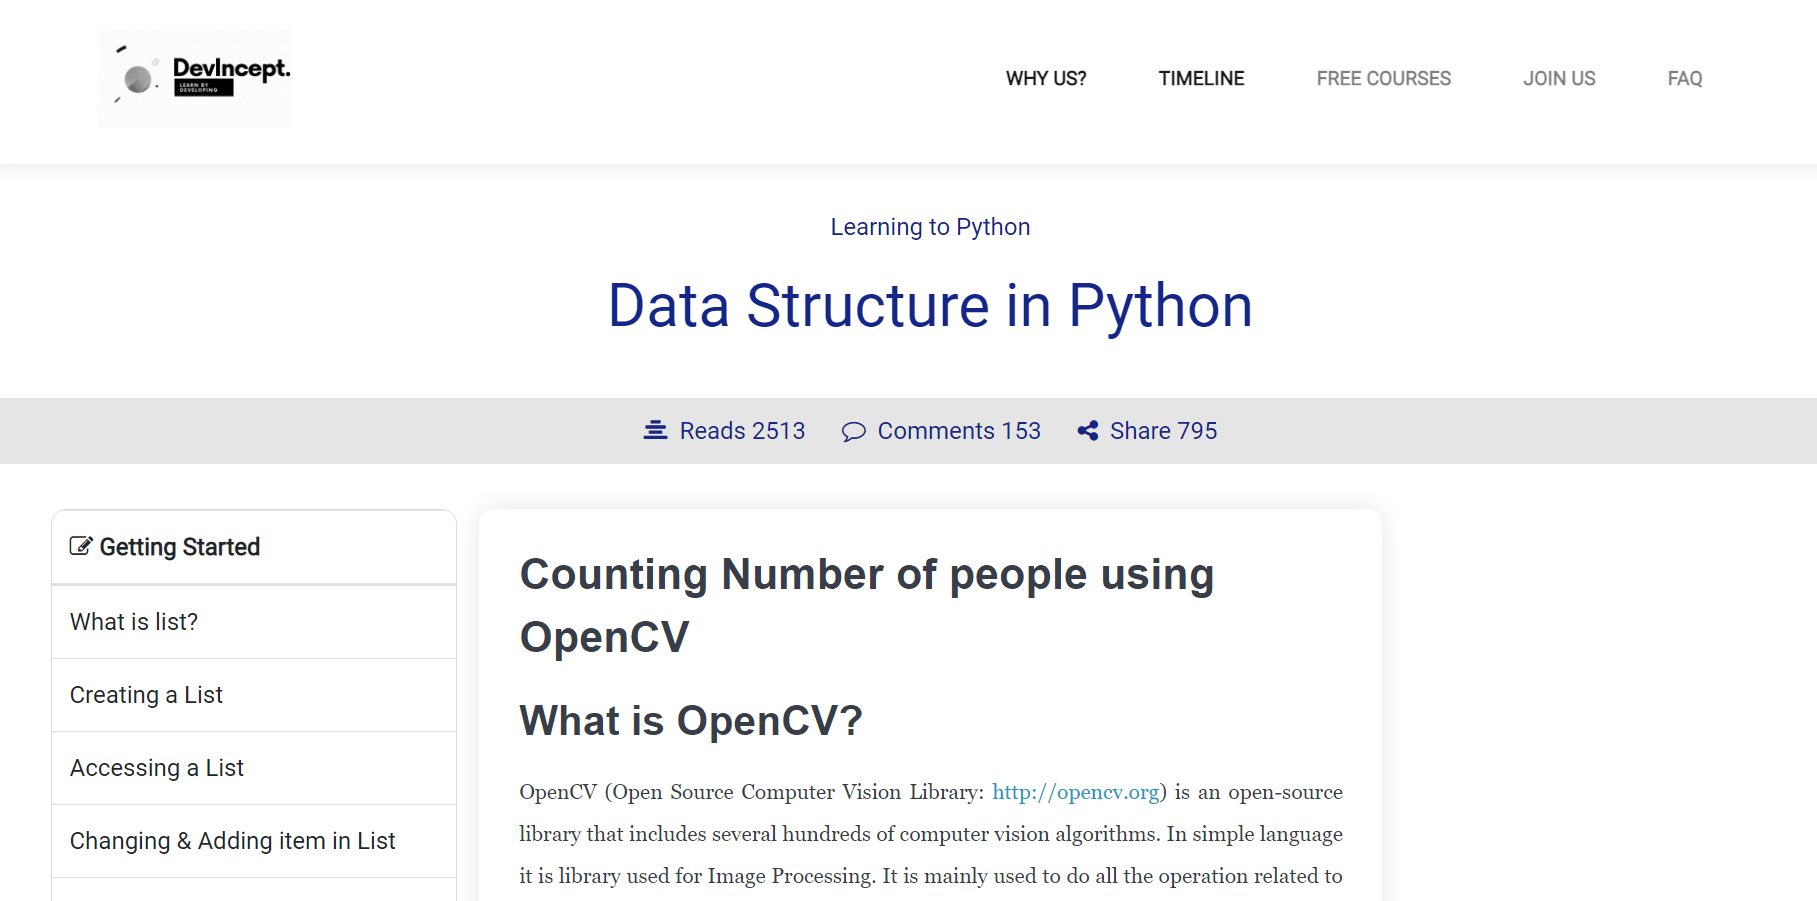 DevIncept.
LEARN BY
DEVELOPING
WHY US? TIMELINE FREE COURSES JOIN US FAQ
Learning to Python
Data Structure in Python
Reads 2513 Comments 153 Share 795
Getting Started
What is list?
Creating a List
Accessing a List
Changing & Adding item in List
Counting Number of people using
OpenCV
What is OpenCV?
OpenCV (Open Source Computer Vision Library: http://opencv.org) is an open-source
library that includes several hundreds of computer vision algorithms. In simple language
it is library used for Image Processing. It is mainly used to do all the operation related to